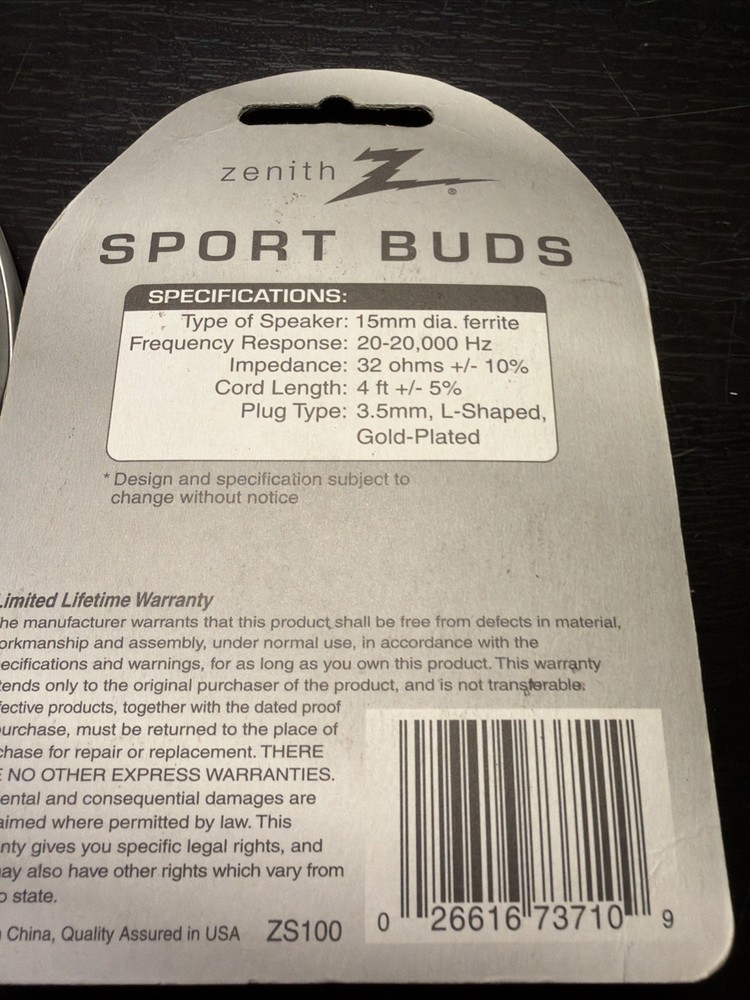 zenith Z®
SPORT BUDS
SPECIFICATIONS:
Type of Speaker: 15mm dia. ferrite
Frequency Response: 20-20,000 Hz
Impedance: 32 ohms +/- 10%
Cord Length: 4 ft +/- 5%
Plug Type: 3.5mm, L-Shaped,
Gold-Plated
* Design and specification subject to
change without notice
Limited Lifetime Warranty
he manufacturer warrants that this product shall be free from defects in material,
orkmanship and assembly, under normal use, in accordance with the
ecifications and warnings, for as long as you own this product. This warranty
tends only to the original purchaser of the product, and is not transferable.
fective products, together with the dated proof
urchase, must be returned to the place of
chase for repair or replacement. THERE
E NO OTHER EXPRESS WARRANTIES.
ental and consequential damages are
aimed where permitted by law. This
nty gives you specific legal rights, and
ay also have other rights which vary from
o state.
China, Quality Assured in USA ZS100
0 26616 73710 9